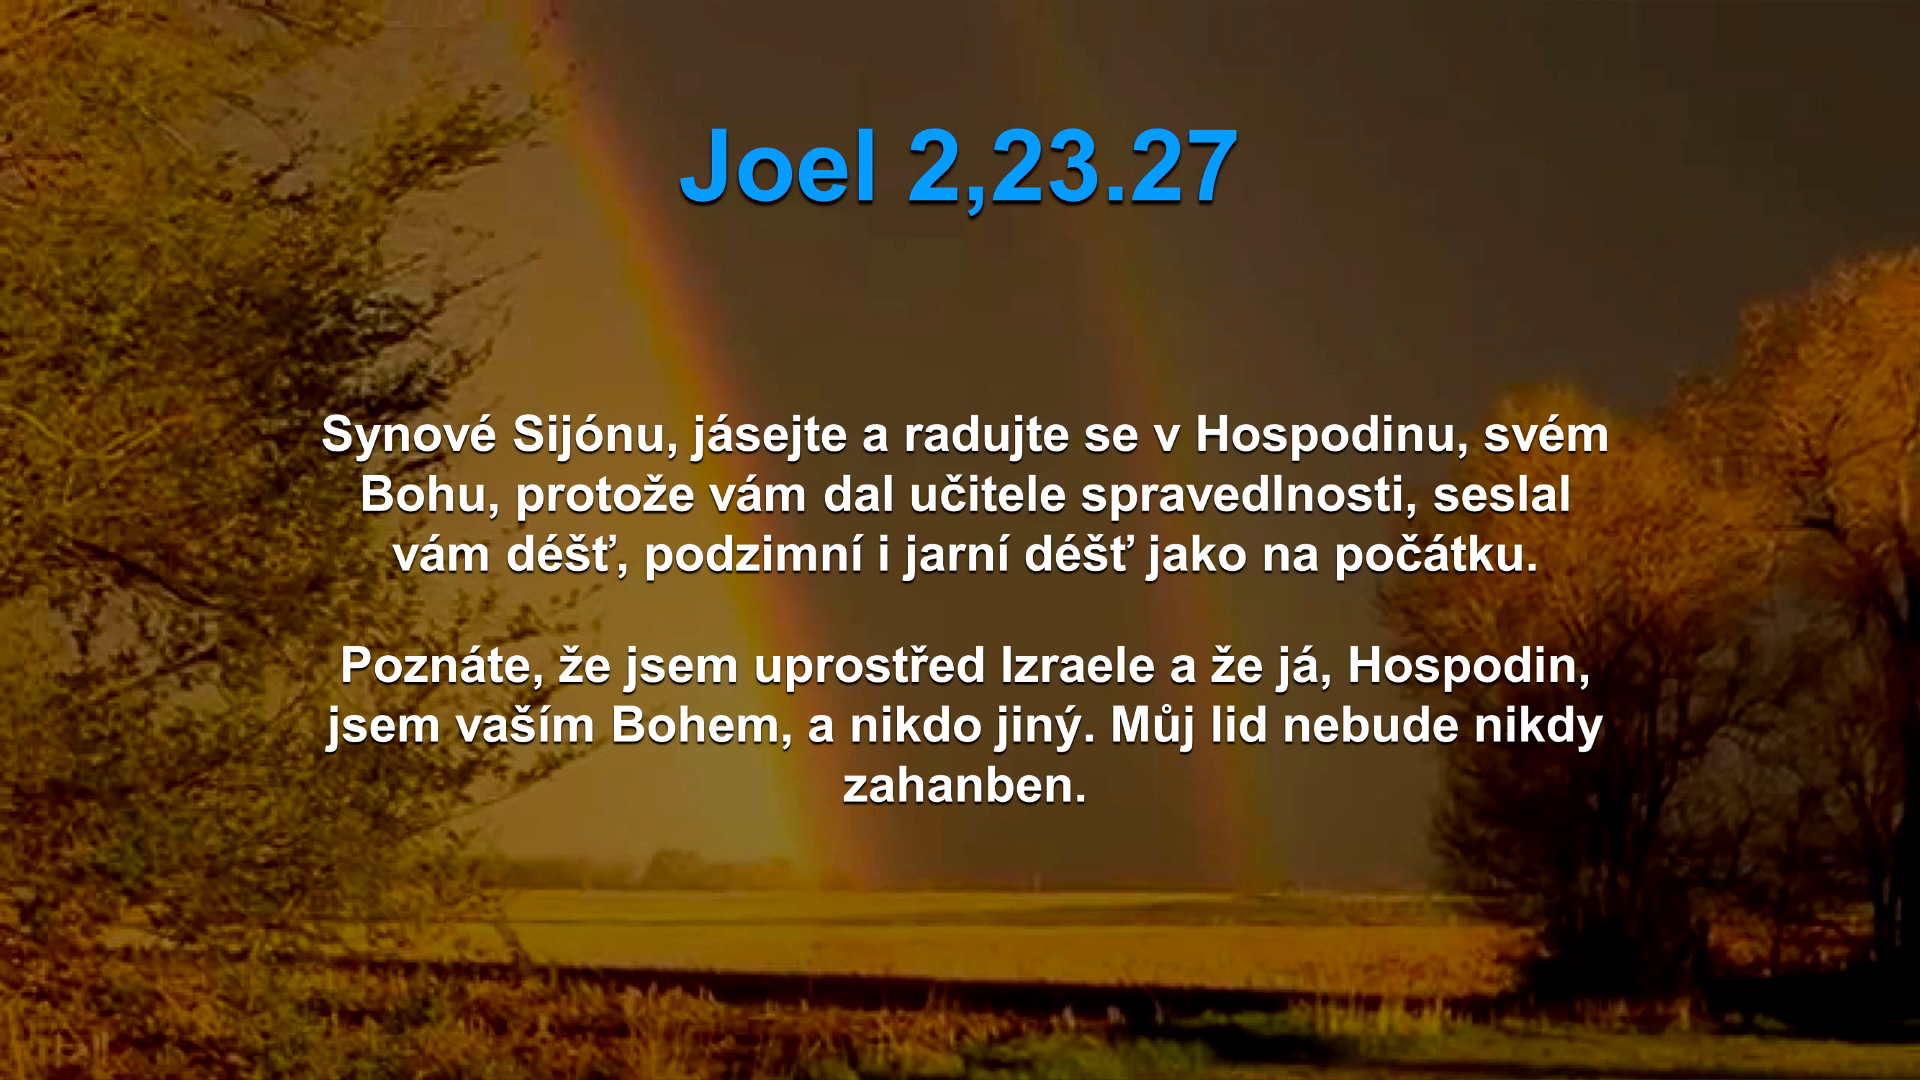 Joel 2,23.27
Synové Sijónu, jásejte a radujte se v Hospodinu, svém
Bohu, protože vám dal učitele spravedlnosti, seslal
vám déšť, podzimní i jarní déšť jako na počátku.
Poznáte, že jsem uprostřed Izraele a že já, Hospodin,
jsem vaším Bohem, a nikdo jiný. Můj lid nebude nikdy
zahanben.